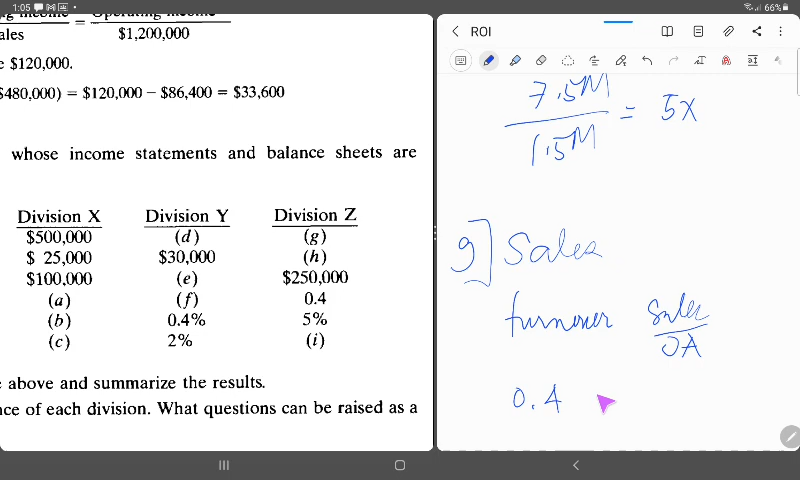 1:05 66%
ales = $1,200,000
e $120,000.
$480,000) = $120,000 − $86,400 = $33,600
whose income statements and balance sheets are
Division X Division Y Division Z
$500,000 (d) (g)
$ 25,000 $30,000 (h)
$100,000 (e) $250,000
(a) (f) 0.4
(b) 0.4% 5%
(c) 2% (i)
above and summarize the results.
nce of each division. What questions can be raised as a
ROI
7.5M
1.5M = 5x
g] Sales
turnover Sales
OA
0.4